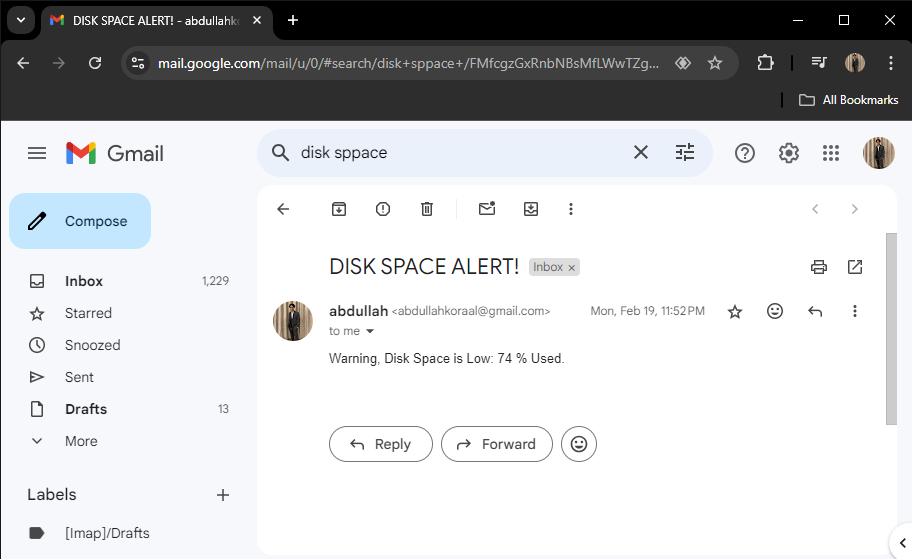 DISK SPACE ALERT! - abdullahko
mail.google.com/mail/u/0/#search/disk+sppace+/FMfcgzGxRnbNBsMfLWwTZg...
All Bookmarks
Gmail
disk sppace
Compose
DISK SPACE ALERT! Inbox x
Inbox 1,229
abdullah <abdullahkoraal@gmail.com> Mon, Feb 19, 11:52 PM
Starred
to me
Snoozed
Warning, Disk Space is Low: 74 % Used.
Sent
Drafts 13
More
Reply
Forward
Labels
[Imap]/Drafts